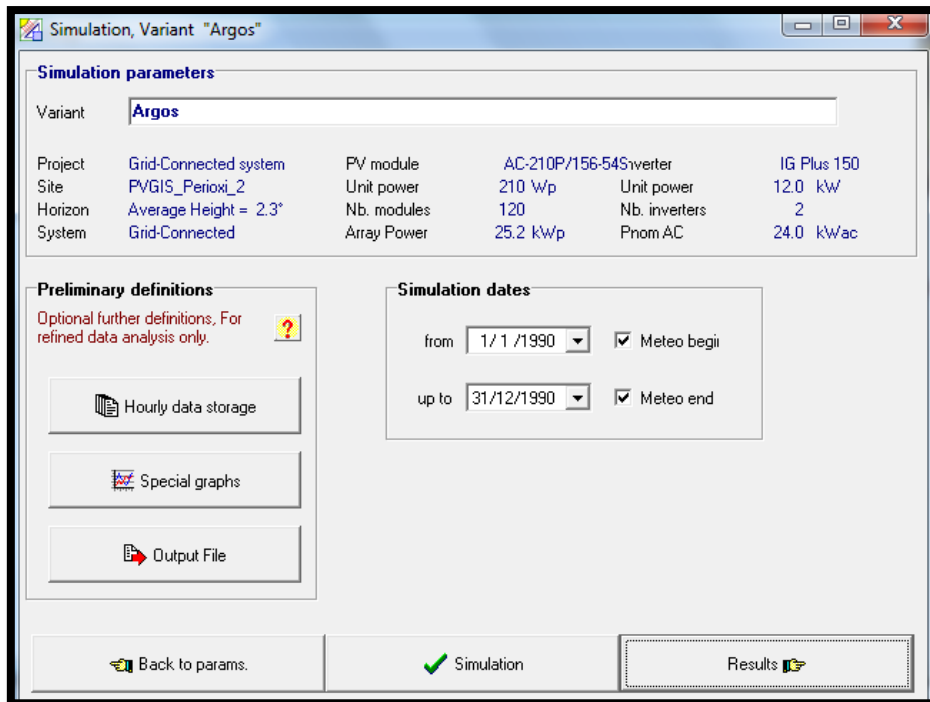 Simulation, Variant "Argos"
Simulation parameters
Variant Argos
Project Grid-Connected system PV module AC-210P/156-54S nverter IG Plus 150
Site PVGIS_Perioxi_2 Unit power 210 Wp Unit power 12.0 kW
Horizon Average Height = 2.3° Nb. modules 120 Nb. inverters 2
System Grid-Connected Array Power 25.2 kWp Pnom AC 24.0 kWac
Preliminary definitions
Optional further definitions, For
refined data analysis only.
?
Hourly data storage
Special graphs
Output File
Simulation dates
from 1/ 1 /1990 Meteo begii
up to 31/12/1990 Meteo end
Back to params. Simulation Results